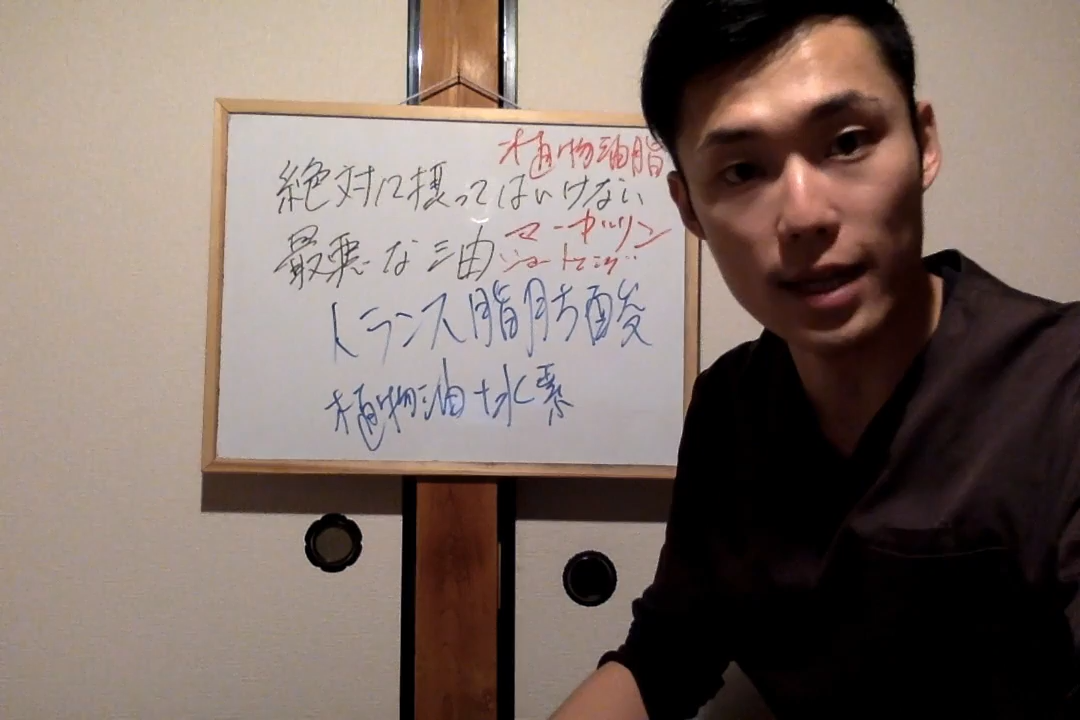 植物油脂
絶対に摂ってはいけない
最悪な油
マーガリン
ショートニング
トランス脂肪酸
植物油+水素